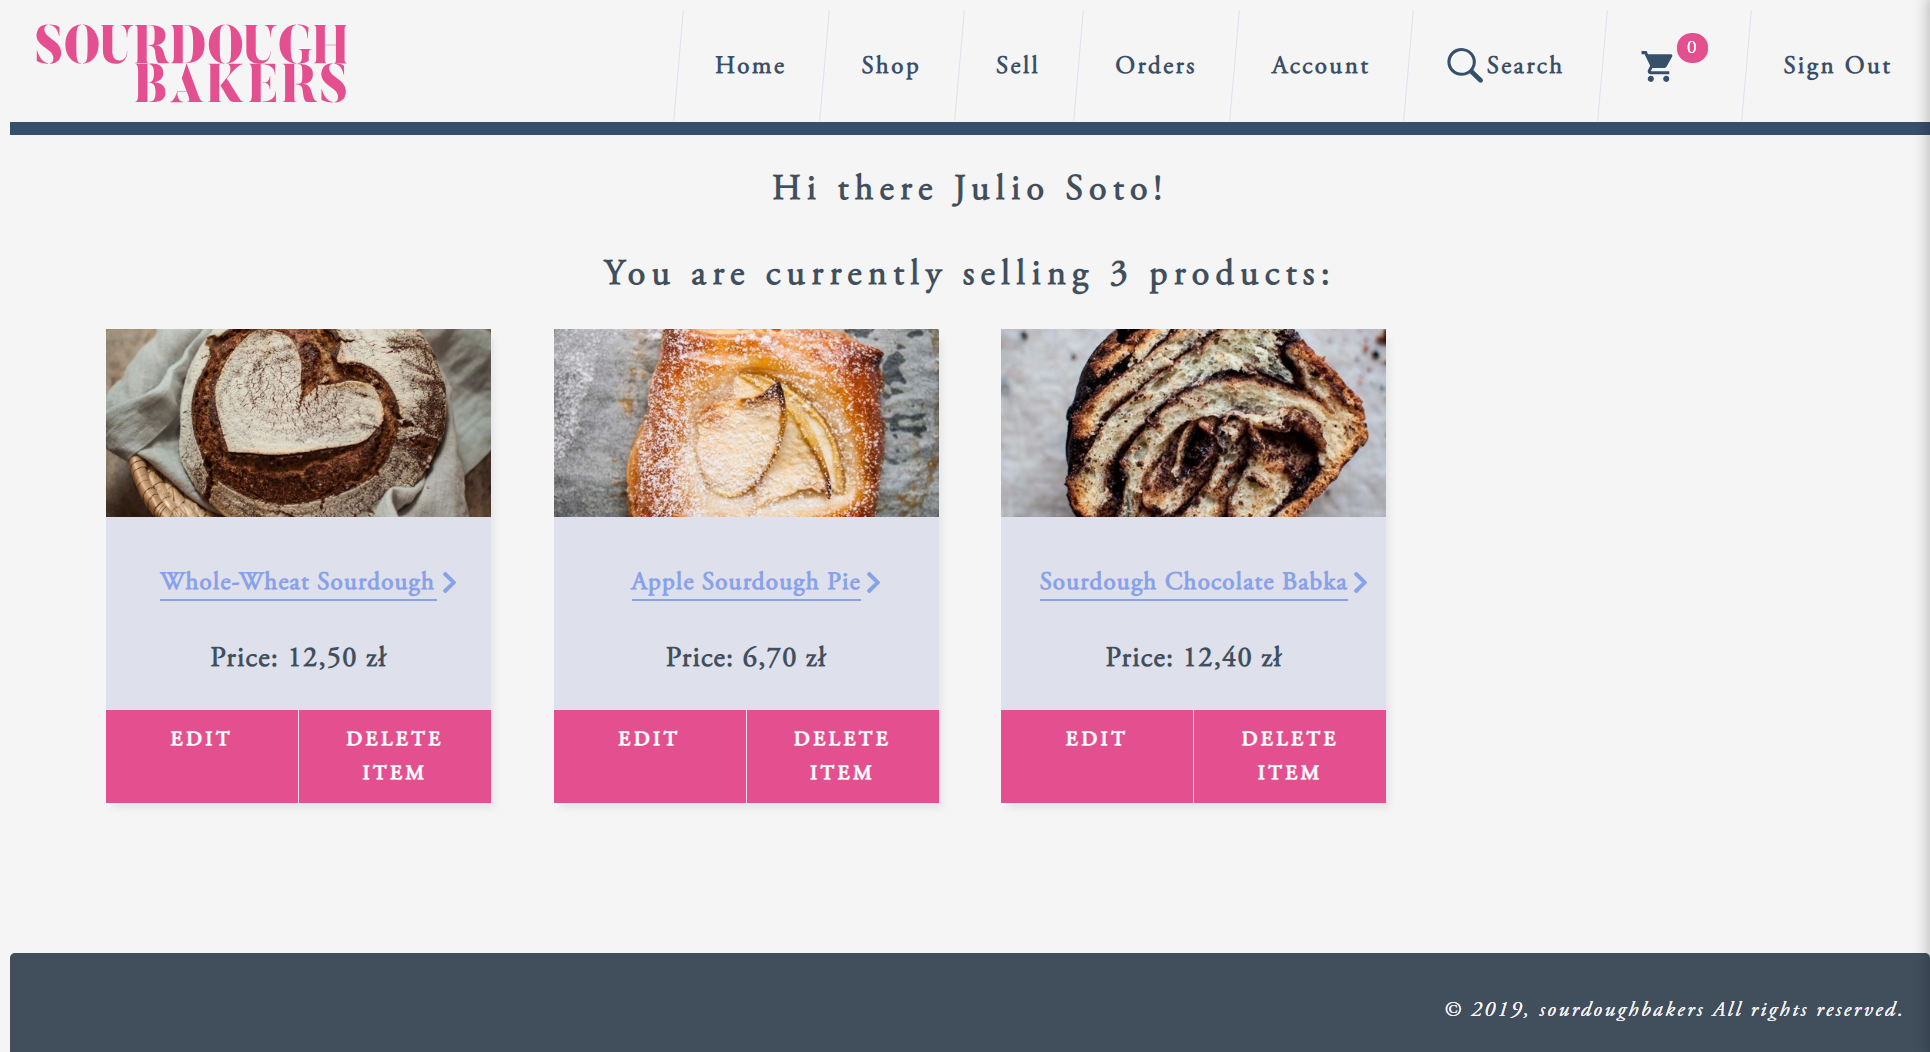 SOURDOUGH
BAKERS
Home
Shop
Sell
Orders
Account
Search
0
Sign Out
Hi there Julio Soto!
You are currently selling 3 products:
Whole-Wheat Sourdough
Price: 12,50 zł
EDIT
DELETE
ITEM
Apple Sourdough Pie
Price: 6,70 zł
EDIT
DELETE
ITEM
Sourdough Chocolate Babka
Price: 12,40 zł
EDIT
DELETE
ITEM
© 2019, sourdoughbakers All rights reserved.